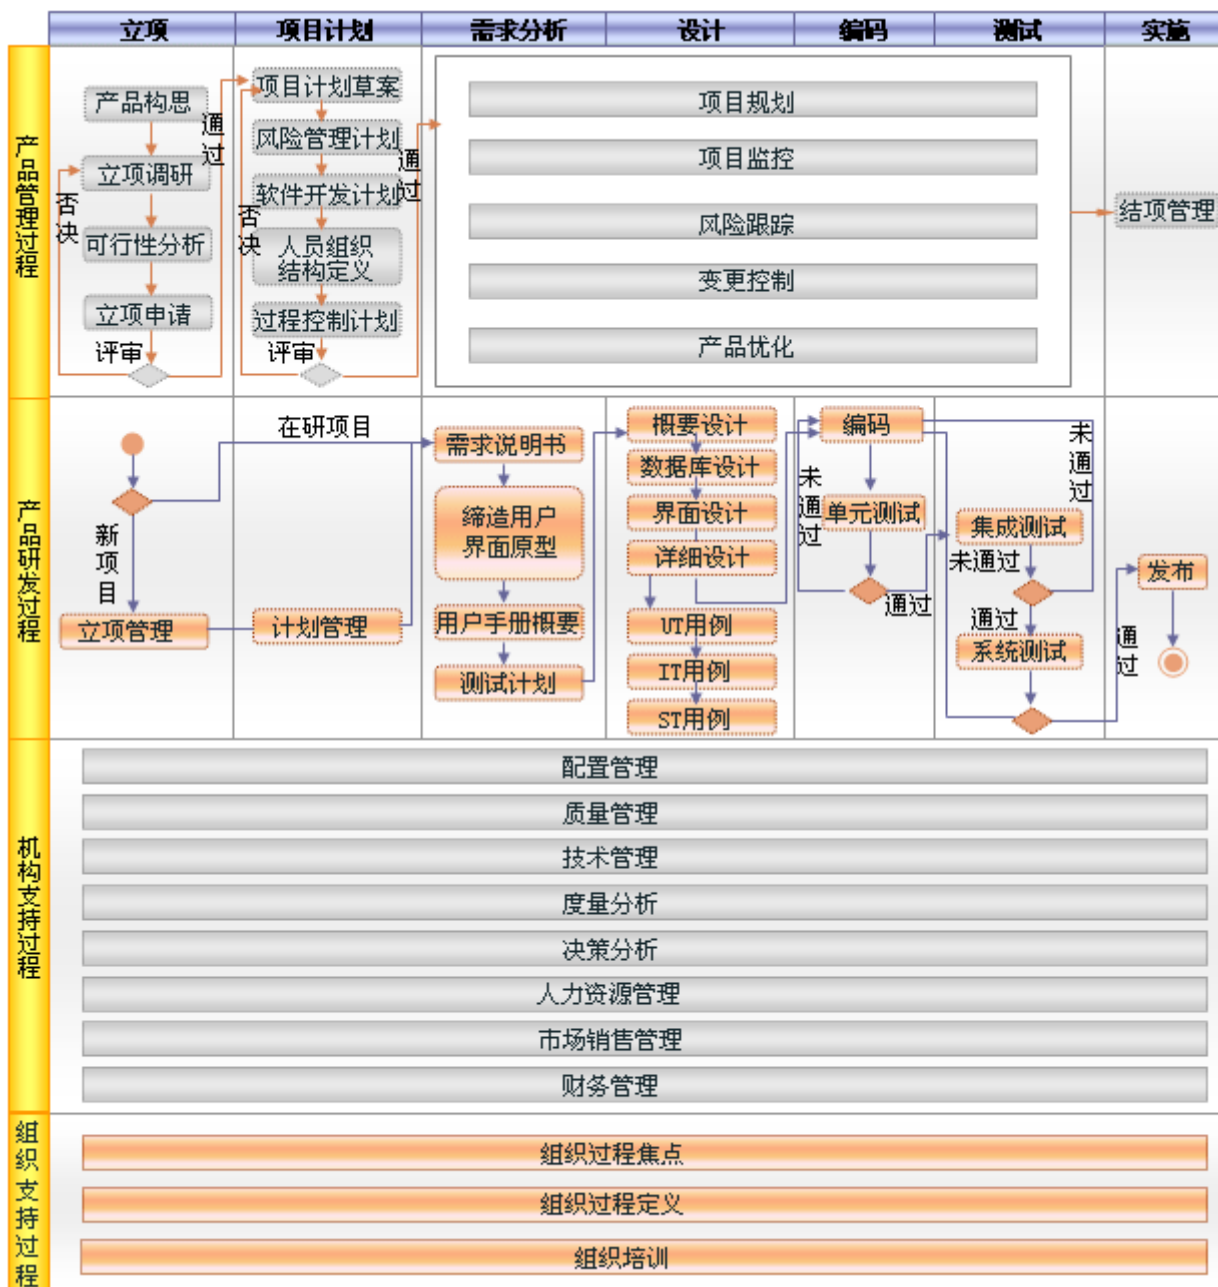 立项
项目计划
需求分析
设计
编码
测试
实施
产品管理过程
产品构思
立项调研
可行性分析
立项申请
评审
否决
通过
项目计划草案
风险管理计划
软件开发计划
人员组织
结构定义
过程控制计划
评审
否决
通过
项目规划
项目监控
风险跟踪
变更控制
产品优化
结项管理
产品研发过程
在研项目
新项目
立项管理
计划管理
需求说明书
缔造用户
界面原型
用户手册概要
测试计划
概要设计
数据库设计
界面设计
详细设计
UT用例
IT用例
ST用例
编码
未通过
单元测试
通过
未通过
集成测试
未通过
通过
系统测试
通过
发布
机构支持过程
配置管理
质量管理
技术管理
度量分析
决策分析
人力资源管理
市场销售管理
财务管理
组织支持过程
组织过程焦点
组织过程定义
组织培训